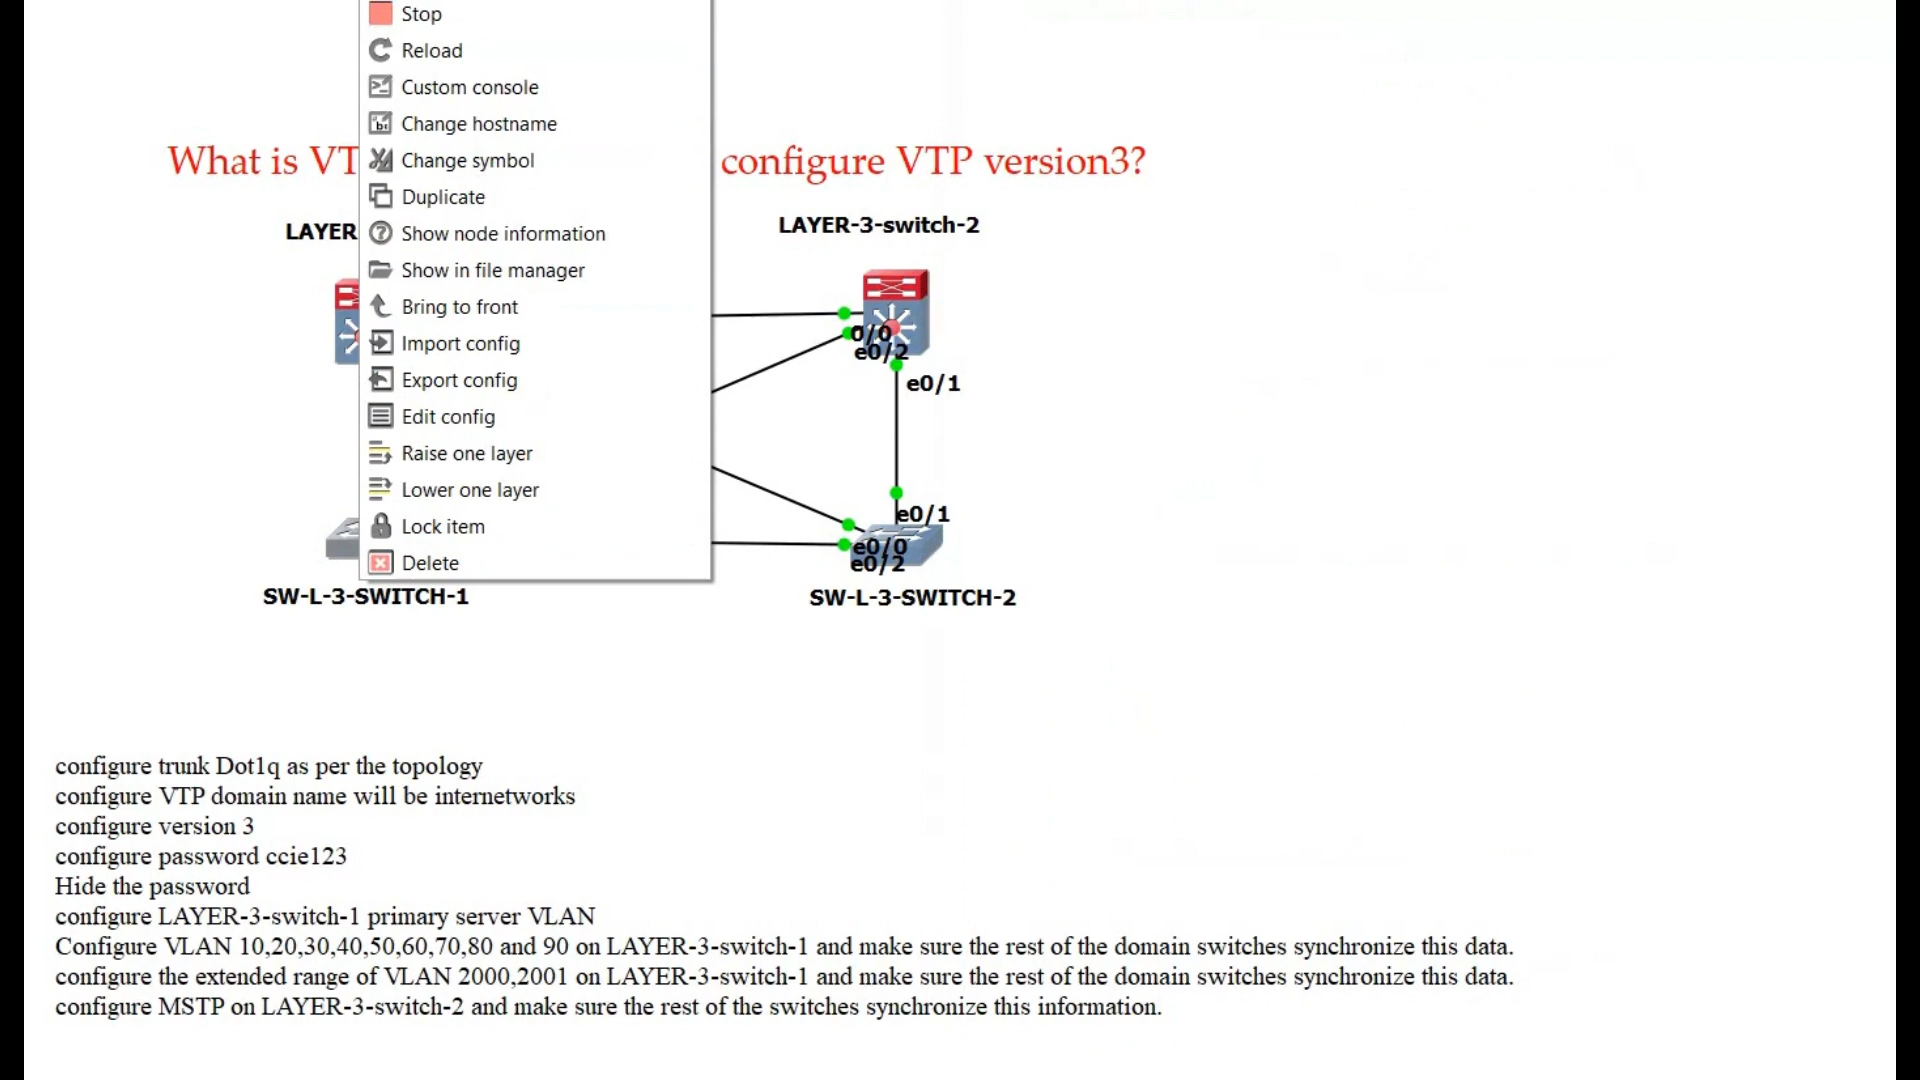 Stop
Reload
Custom console
Change hostname
Change symbol
Duplicate
Show node information
Show in file manager
Bring to front
Import config
Export config
Edit config
Raise one layer
Lower one layer
Lock item
Delete
What is VT configure VTP version3?
LAYER
LAYER-3-switch-2
0/0
e0/2
e0/1
e0/1
e0/0
e0/2
SW-L-3-SWITCH-1
SW-L-3-SWITCH-2
configure trunk Dot1q as per the topology
configure VTP domain name will be internetworks
configure version 3
configure password ccie123
Hide the password
configure LAYER-3-switch-1 primary server VLAN
Configure VLAN 10,20,30,40,50,60,70,80 and 90 on LAYER-3-switch-1 and make sure the rest of the domain switches synchronize this data.
configure the extended range of VLAN 2000,2001 on LAYER-3-switch-1 and make sure the rest of the domain switches synchronize this data.
configure MSTP on LAYER-3-switch-2 and make sure the rest of the switches synchronize this information.